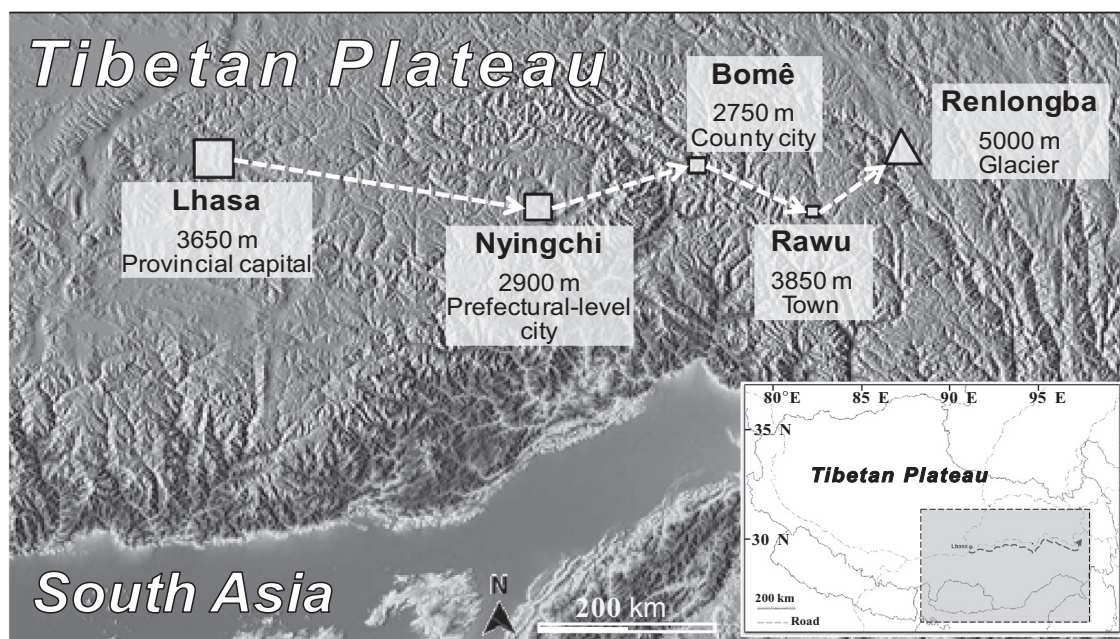 Tibetan Plateau
Bomê
2750 m
County city
Renlongba
5000 m
Glacier
Lhasa
3650 m
Provincial capital
Nyingchi
2900 m
Prefectural-level
city
Rawu
3850 m
Town
South Asia
N
200 km
80°E 85 E 90 E 95 E
35 N
Tibetan Plateau
30 N
Lhasa
200 km
Road